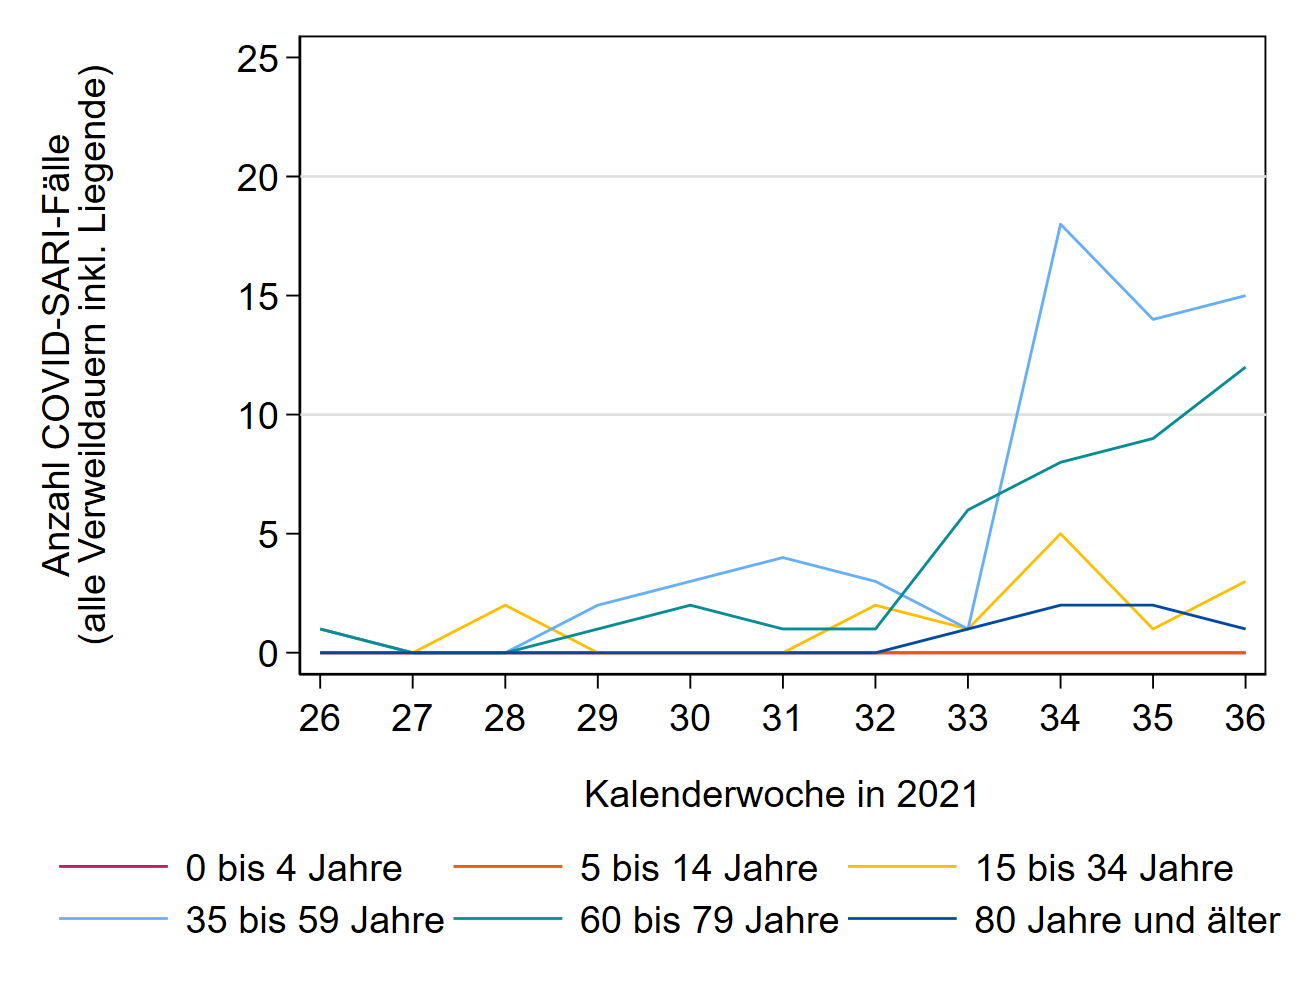 Anzahl COVID-SARI-Fälle
(alle Verweildauern inkl. Liegende)
25
20
15
10
5
0
26 27 28 29 30 31 32 33 34 35 36
Kalenderwoche in 2021
0 bis 4 Jahre 5 bis 14 Jahre 15 bis 34 Jahre
35 bis 59 Jahre 60 bis 79 Jahre 80 Jahre und älter